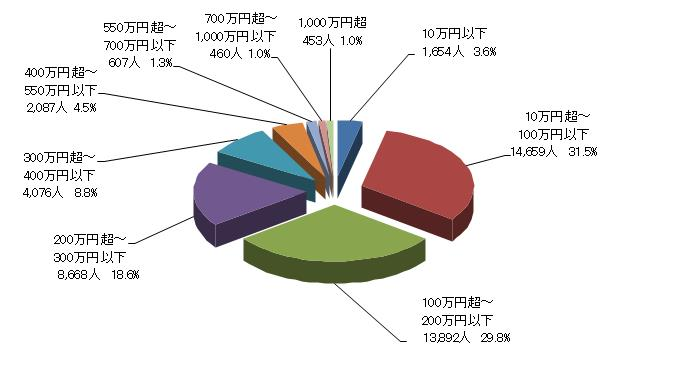 10万円以下
1,654人 3.6%
10万円超～
100万円以下
14,659人 31.5%
100万円超～
200万円以下
13,892人 29.8%
200万円超～
300万円以下
8,668人 18.6%
300万円超～
400万円以下
4,076人 8.8%
400万円超～
550万円以下
2,087人 4.5%
550万円超～
700万円以下
607人 1.3%
700万円超～
1,000万円以下
460人 1.0%
1,000万円超
453人 1.0%